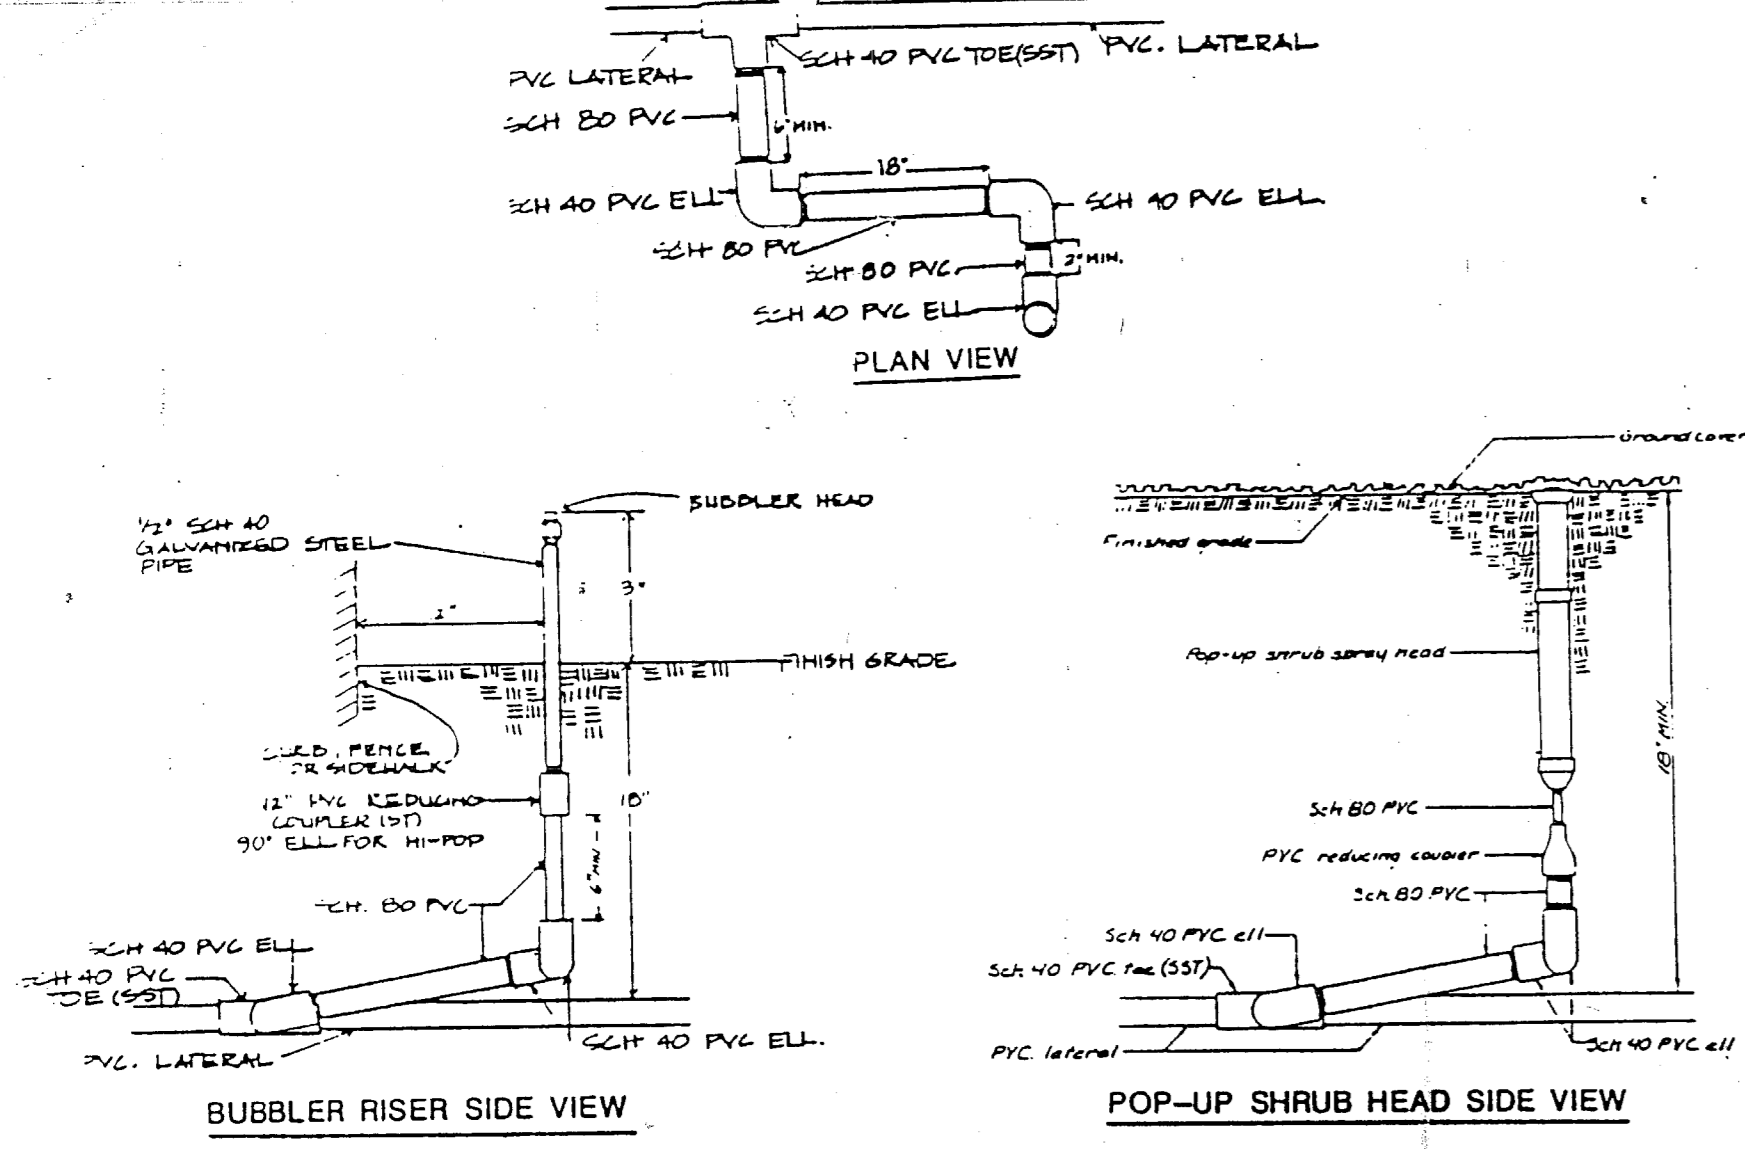 PVC LATERAL
SCH 40 PVC TOE(SST)
PVC. LATERAL
SCH 80 PVC
6" MIN.
18"
SCH 40 PVC ELL
SCH 40 PVC ELL
SCH 80 PVC
SCH 80 PVC
2" MIN.
SCH 40 PVC ELL
PLAN VIEW
BUBBLER HEAD
1/2" SCH 40
GALVANIZED STEEL
PIPE
3"
FINISH GRADE
CURB, FENCE
OR SIDEWALK
PVC REDUCING
COUPLER (ST)
90° ELL FOR HI-POP
18"
6" MIN
SCH. 80 PVC
SCH 40 PVC ELL
SCH 40 PVC
TOE (SST)
PVC. LATERAL
SCH 40 PVC ELL.
BUBBLER RISER SIDE VIEW
Ground cover
Finished grade
Pop-up shrub spray head
18" MIN.
Sch 80 PVC
PVC reducing coupler
Sch 80 PVC
Sch 40 PVC ell
Sch 40 PVC tee (SST)
PVC. lateral
Sch 40 PVC ell
POP-UP SHRUB HEAD SIDE VIEW